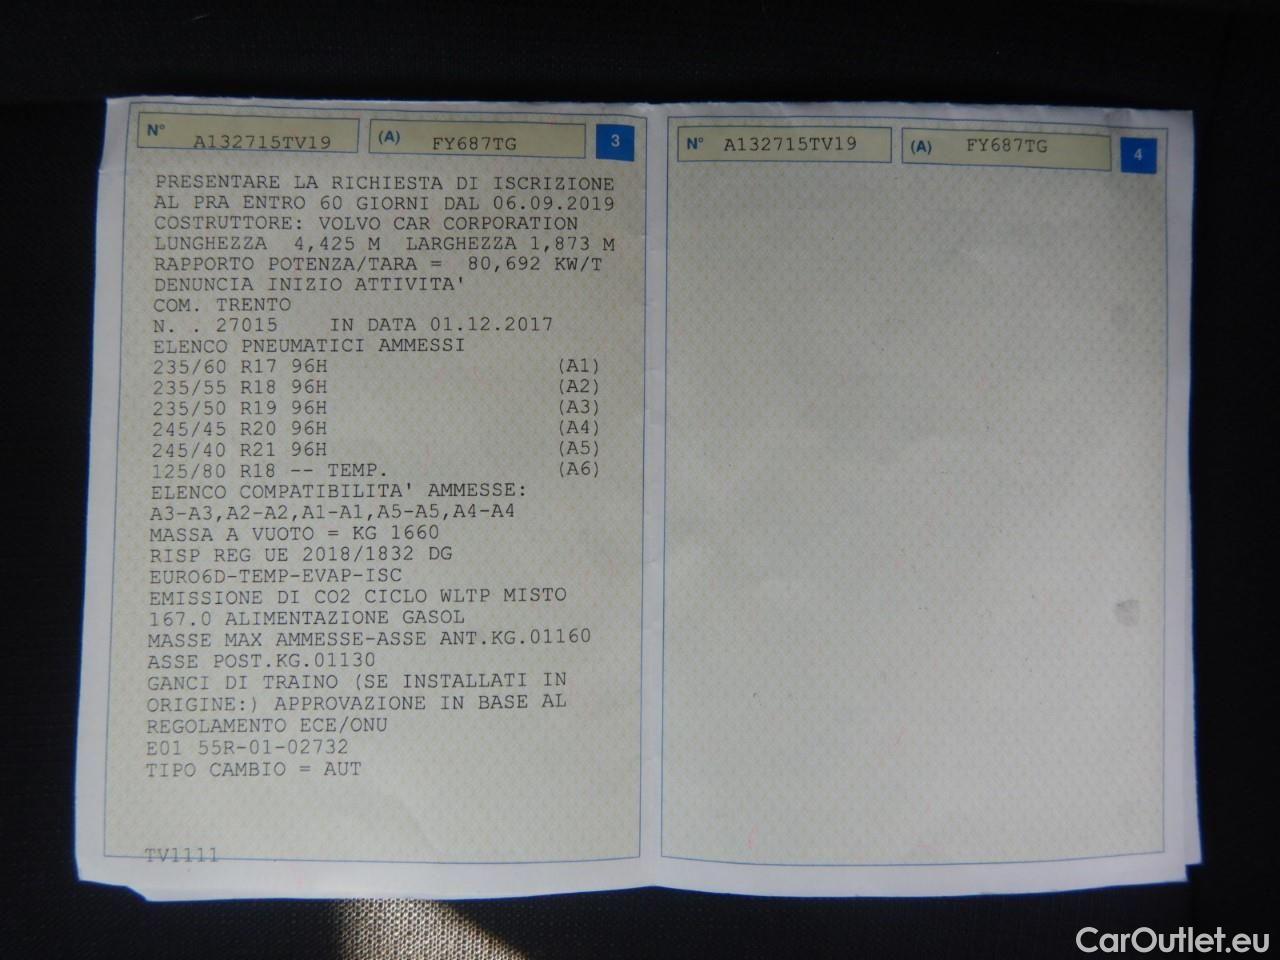 N° A132715TV19 (A) FY687TG 3
PRESENTARE LA RICHIESTA DI ISCRIZIONE
AL PRA ENTRO 60 GIORNI DAL 06.09.2019
COSTRUTTORE: VOLVO CAR CORPORATION
LUNGHEZZA 4,425 M LARGHEZZA 1,873 M
RAPPORTO POTENZA/TARA = 80,692 KW/T
DENUNCIA INIZIO ATTIVITA'
COM. TRENTO
N. . 27015 IN DATA 01.12.2017
ELENCO PNEUMATICI AMMESSI
235/60 R17 96H (A1)
235/55 R18 96H (A2)
235/50 R19 96H (A3)
245/45 R20 96H (A4)
245/40 R21 96H (A5)
125/80 R18 -- TEMP. (A6)
ELENCO COMPATIBILITA' AMMESSE:
A3-A3,A2-A2,A1-A1,A5-A5,A4-A4
MASSA A VUOTO = KG 1660
RISP REG UE 2018/1832 DG
EURO6D-TEMP-EVAP-ISC
EMISSIONE DI CO2 CICLO WLTP MISTO
167.0 ALIMENTAZIONE GASOL
MASSE MAX AMMESSE-ASSE ANT.KG.01160
ASSE POST.KG.01130
GANCI DI TRAINO (SE INSTALLATI IN
ORIGINE:) APPROVAZIONE IN BASE AL
REGOLAMENTO ECE/ONU
E01 55R-01-02732
TIPO CAMBIO = AUT
TV1111
N° A132715TV19 (A) FY687TG 4
CarOutlet.eu